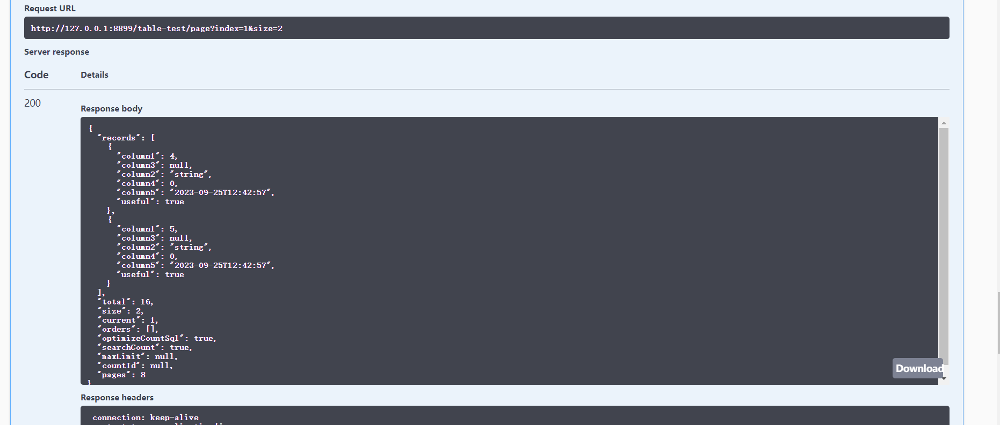 Request URL
http://127.0.0.1:8899/table-test/page?index=1&size=2
Server response
Code Details
200
Response body
{
"records": [
{
"column1": 4,
"column3": null,
"column2": "string",
"column4": 0,
"column5": "2023-09-25T12:42:57",
"useful": true
},
{
"column1": 5,
"column3": null,
"column2": "string",
"column4": 0,
"column5": "2023-09-25T12:42:57",
"useful": true
}
],
"total": 16,
"size": 2,
"current": 1,
"orders": [],
"optimizeCountSql": true,
"searchCount": true,
"maxLimit": null,
"countId": null,
"pages": 8
}
Download
Response headers
connection: keep-alive